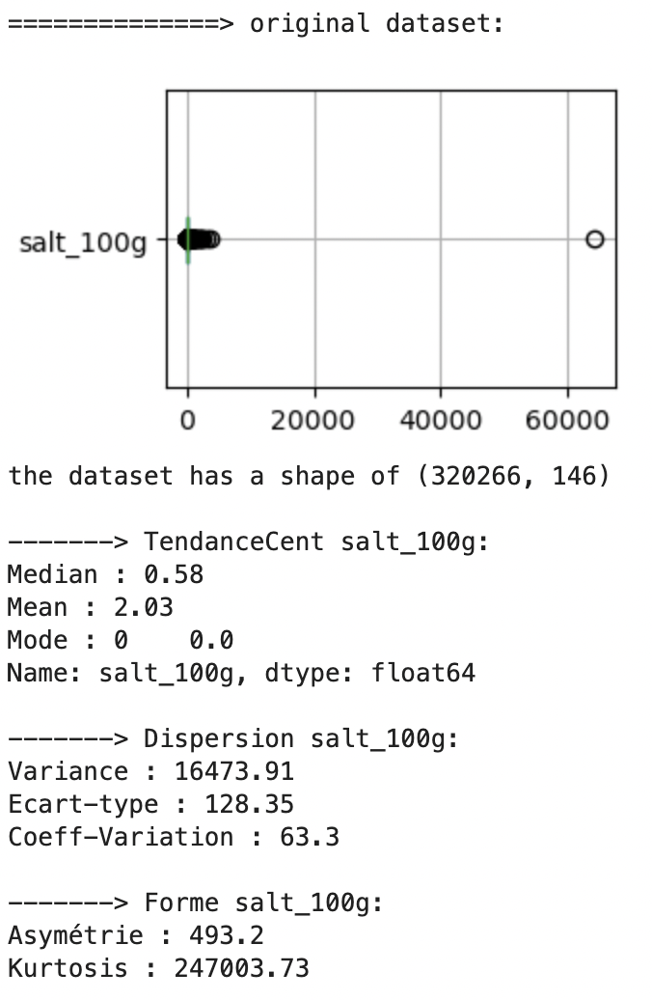 ==============> original dataset:
salt_100g
0 20000 40000 60000
the dataset has a shape of (320266, 146)
-------> TendanceCent salt_100g:
Median : 0.58
Mean : 2.03
Mode : 0    0.0
Name: salt_100g, dtype: float64
-------> Dispersion salt_100g:
Variance : 16473.91
Ecart-type : 128.35
Coeff-Variation : 63.3
-------> Forme salt_100g:
Asymétrie : 493.2
Kurtosis : 247003.73